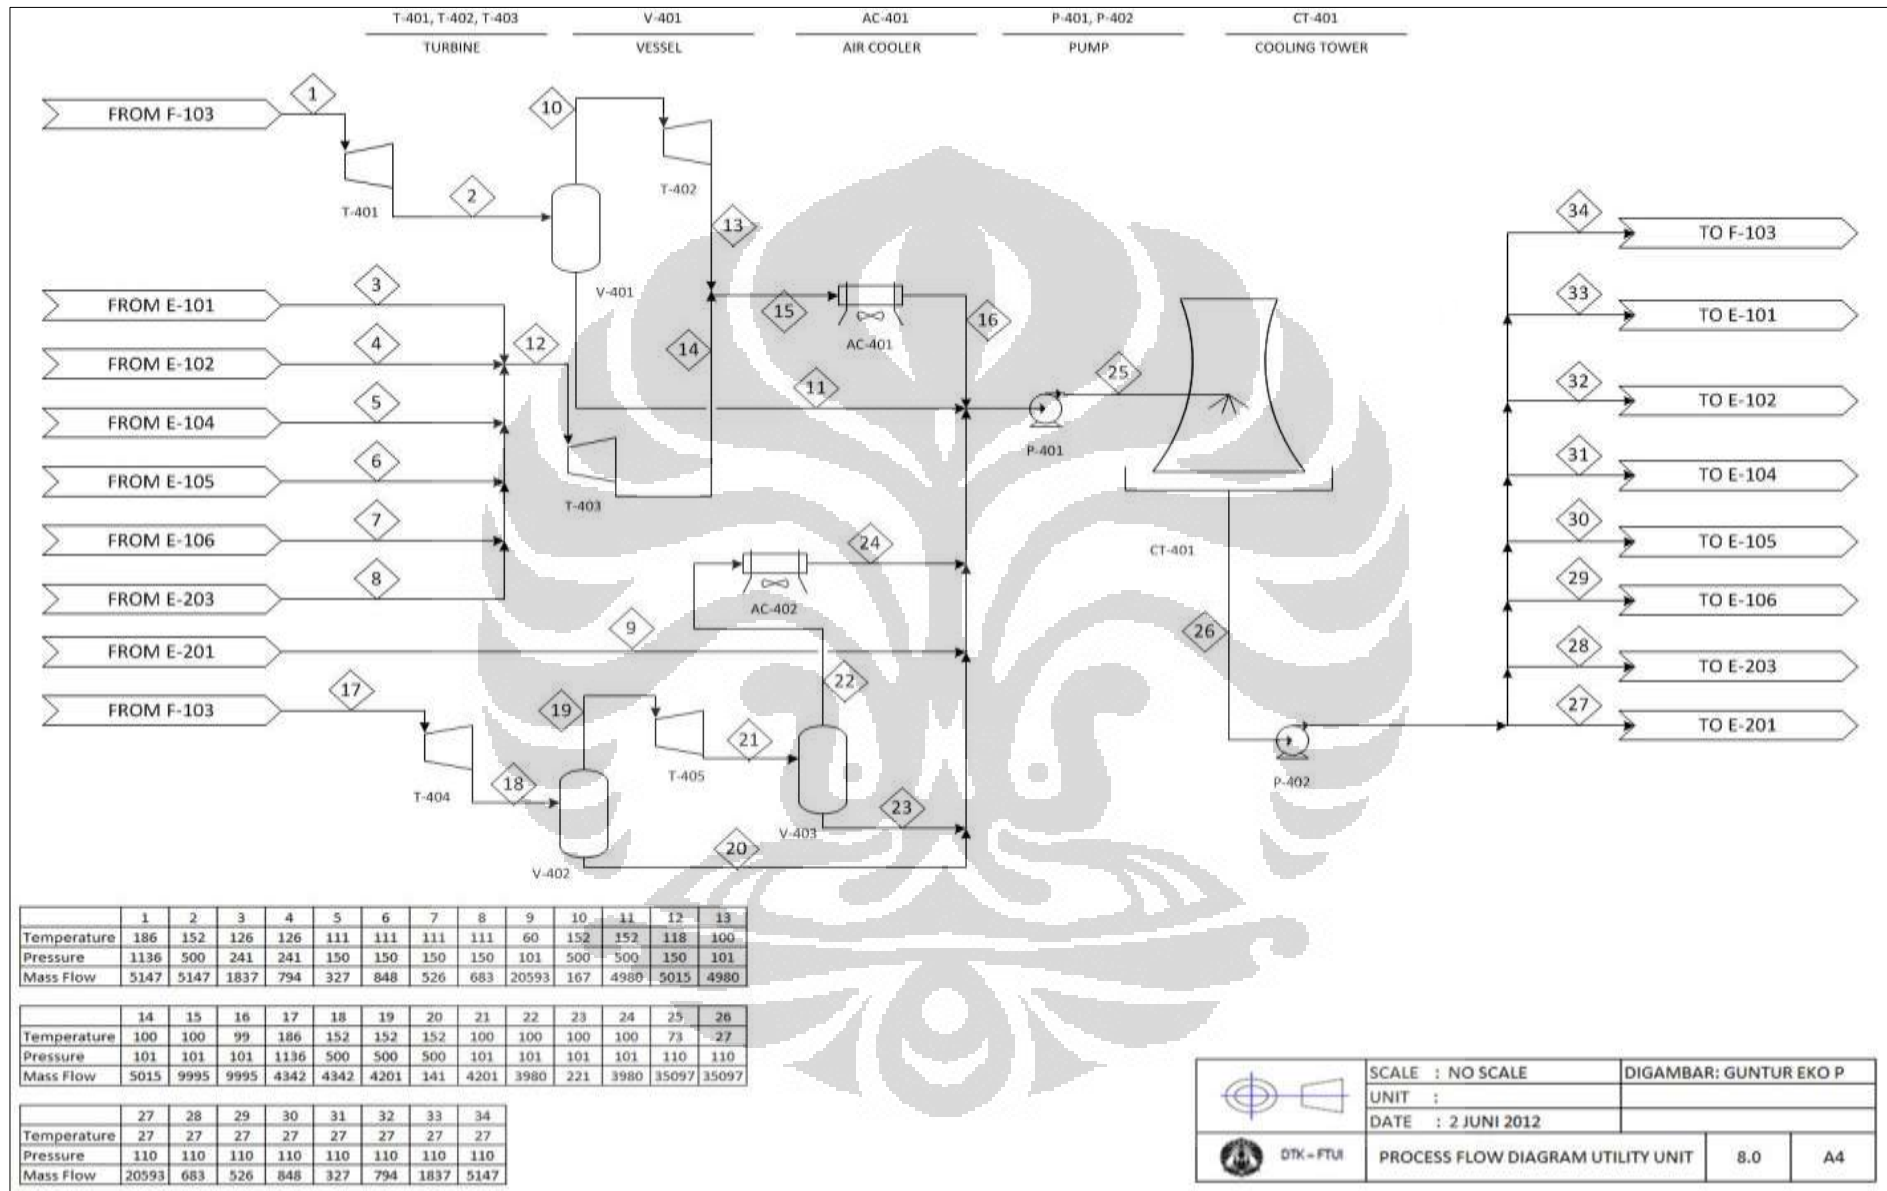 T-401, T-402, T-403 V-401 AC-401 P-401, P-402 CT-401
TURBINE VESSEL AIR COOLER PUMP COOLING TOWER
FROM F-103
1
T-401
2
10
T-402
13
V-401
FROM E-101
3
FROM E-102
4
12
FROM E-104
5
FROM E-105
6
FROM E-106
7
FROM E-203
8
FROM E-201
9
FROM F-103
17
T-403
14
15
AC-401
16
11
P-401
25
CT-401
24
AC-402
22
T-404
18
19
T-405
21
V-403
23
V-402
20
26
P-402
34
TO F-103
33
TO E-101
32
TO E-102
31
TO E-104
30
TO E-105
29
TO E-106
28
TO E-203
27
TO E-201
1 2 3 4 5 6 7 8 9 10 11 12 13
Temperature 186 152 126 126 111 111 111 111 60 152 152 118 100
Pressure 1136 500 241 241 150 150 150 150 101 500 500 150 101
Mass Flow 5147 5147 1837 794 327 848 526 683 20593 167 4980 5015 4980
14 15 16 17 18 19 20 21 22 23 24 25 26
Temperature 100 100 99 186 152 152 152 100 100 100 100 73 27
Pressure 101 101 101 1136 500 500 500 101 101 101 101 110 110
Mass Flow 5015 9995 9995 4342 4342 4201 141 4201 3980 221 3980 35097 35097
27 28 29 30 31 32 33 34
Temperature 27 27 27 27 27 27 27 27
Pressure 110 110 110 110 110 110 110 110
Mass Flow 20593 683 526 848 327 794 1837 5147
SCALE : NO SCALE DIGAMBAR: GUNTUR EKO P
UNIT :
DATE : 2 JUNI 2012
DTK – FTUI PROCESS FLOW DIAGRAM UTILITY UNIT 8.0 A4